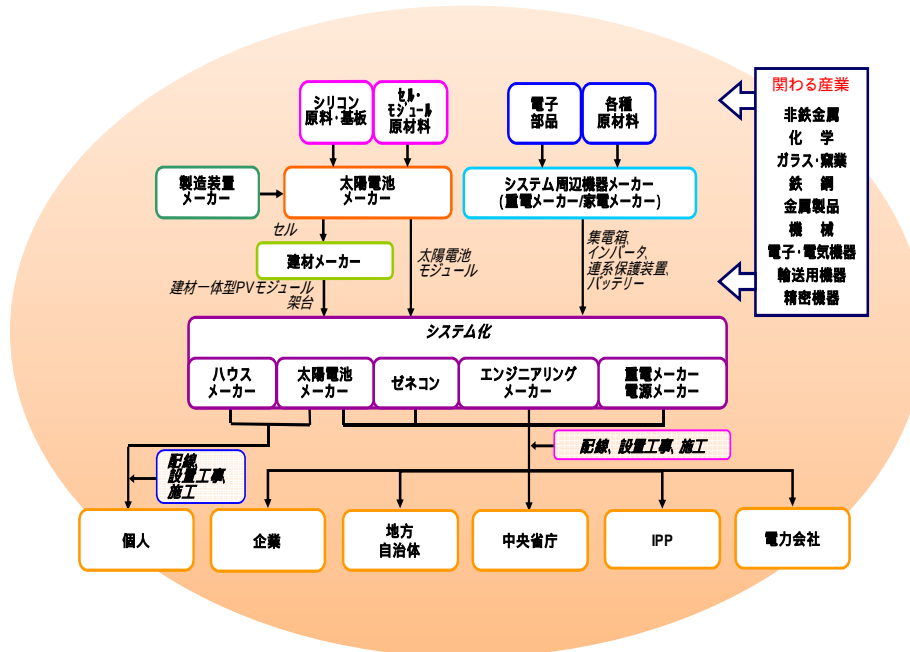 シリコン
原料・基板
セル・
モジュール
原材料
電子
部品
各種
原材料
関わる産業
非鉄金属
化　学
ガラス・窯業
鉄　鋼
金属製品
機　械
電子・電気機器
輸送用機器
精密機器
製造装置
メーカー
太陽電池
メーカー
システム周辺機器メーカー
(重電メーカー/家電メーカー)
セル
建材メーカー
太陽電池
モジュール
集電箱、
インバータ、
連系保護装置、
バッテリー
建材一体型PVモジュール
架台
システム化
ハウス
メーカー
太陽電池
メーカー
ゼネコン
エンジニアリング
メーカー
重電メーカー
電源メーカー
配線、
設置工事、
施工
配線、設置工事、施工
個人
企業
地方
自治体
中央省庁
IPP
電力会社